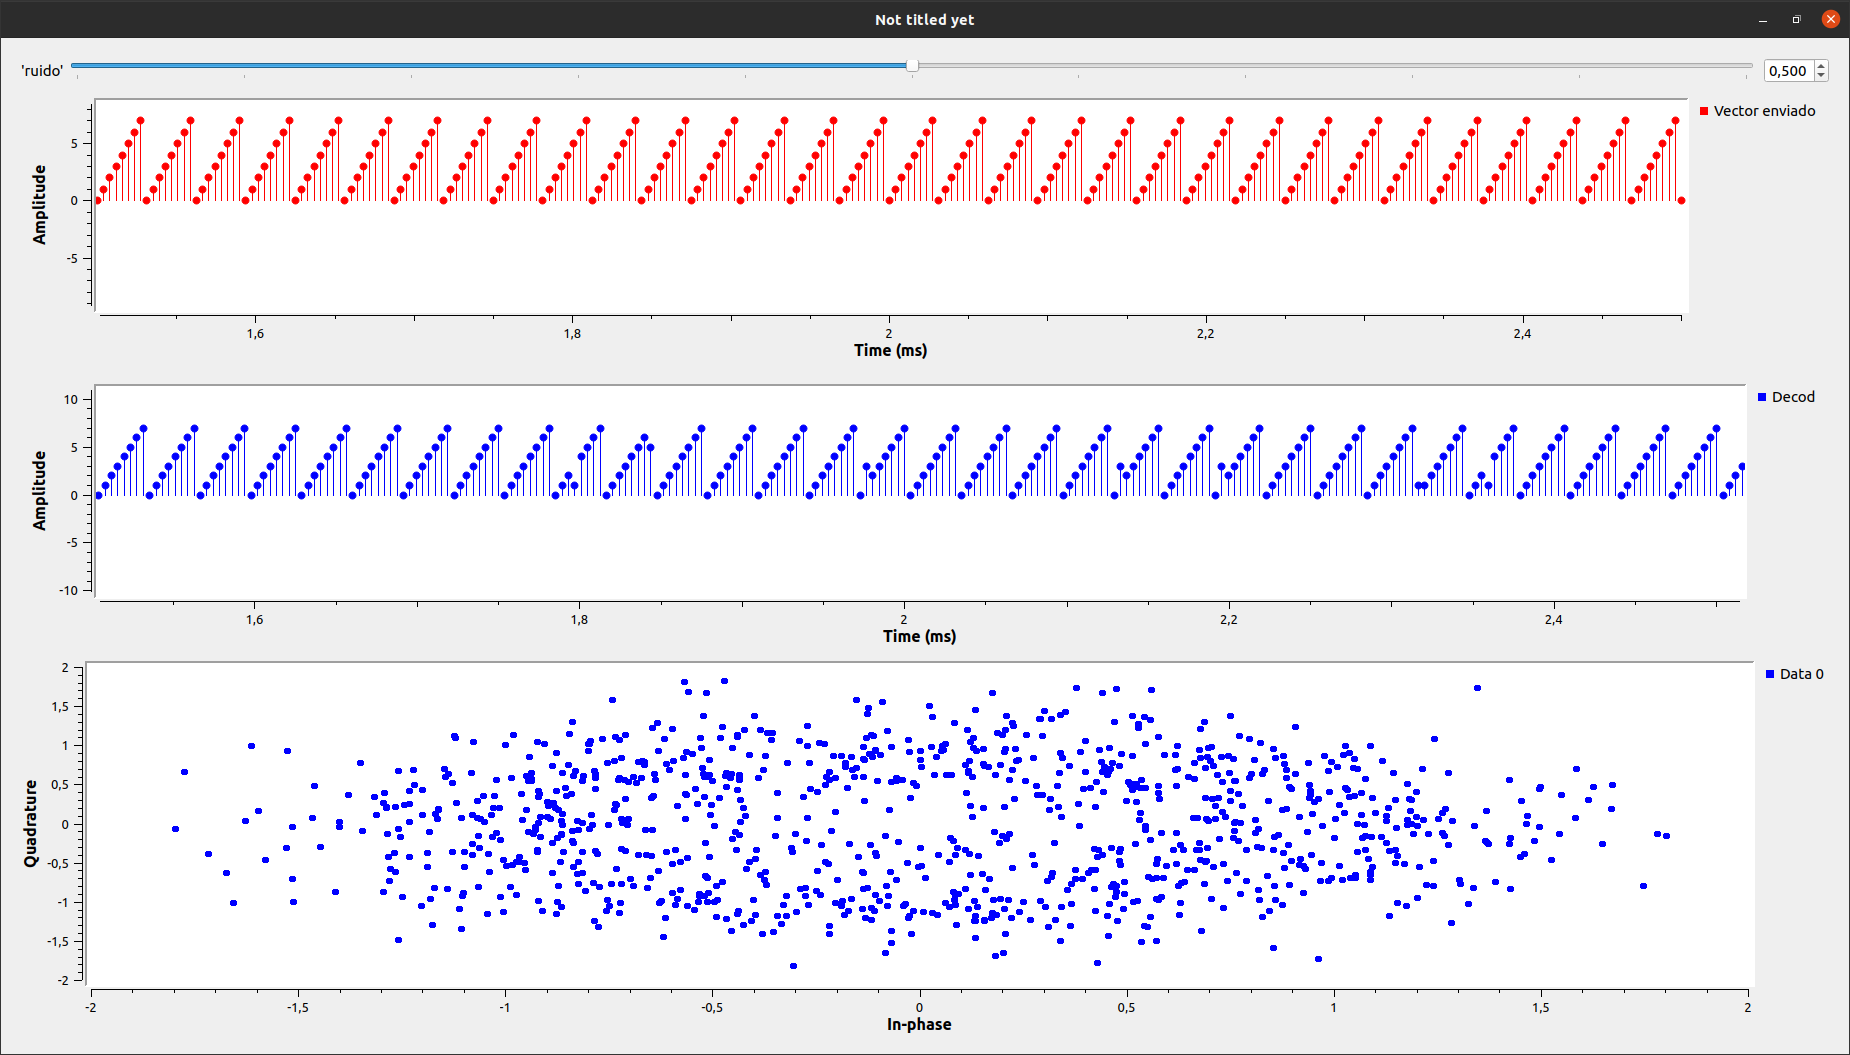 Not titled yet
'ruido'
0,500
Vector enviado
Amplitude
5
0
-5
1,6 1,8 2 2,2 2,4
Time (ms)
Decod
Amplitude
10
5
0
-5
-10
1,6 1,8 2 2,2 2,4
Time (ms)
Data 0
Quadrature
2
1,5
1
0,5
0
-0,5
-1
-1,5
-2
-2 -1,5 -1 -0,5 0 0,5 1 1,5 2
In-phase